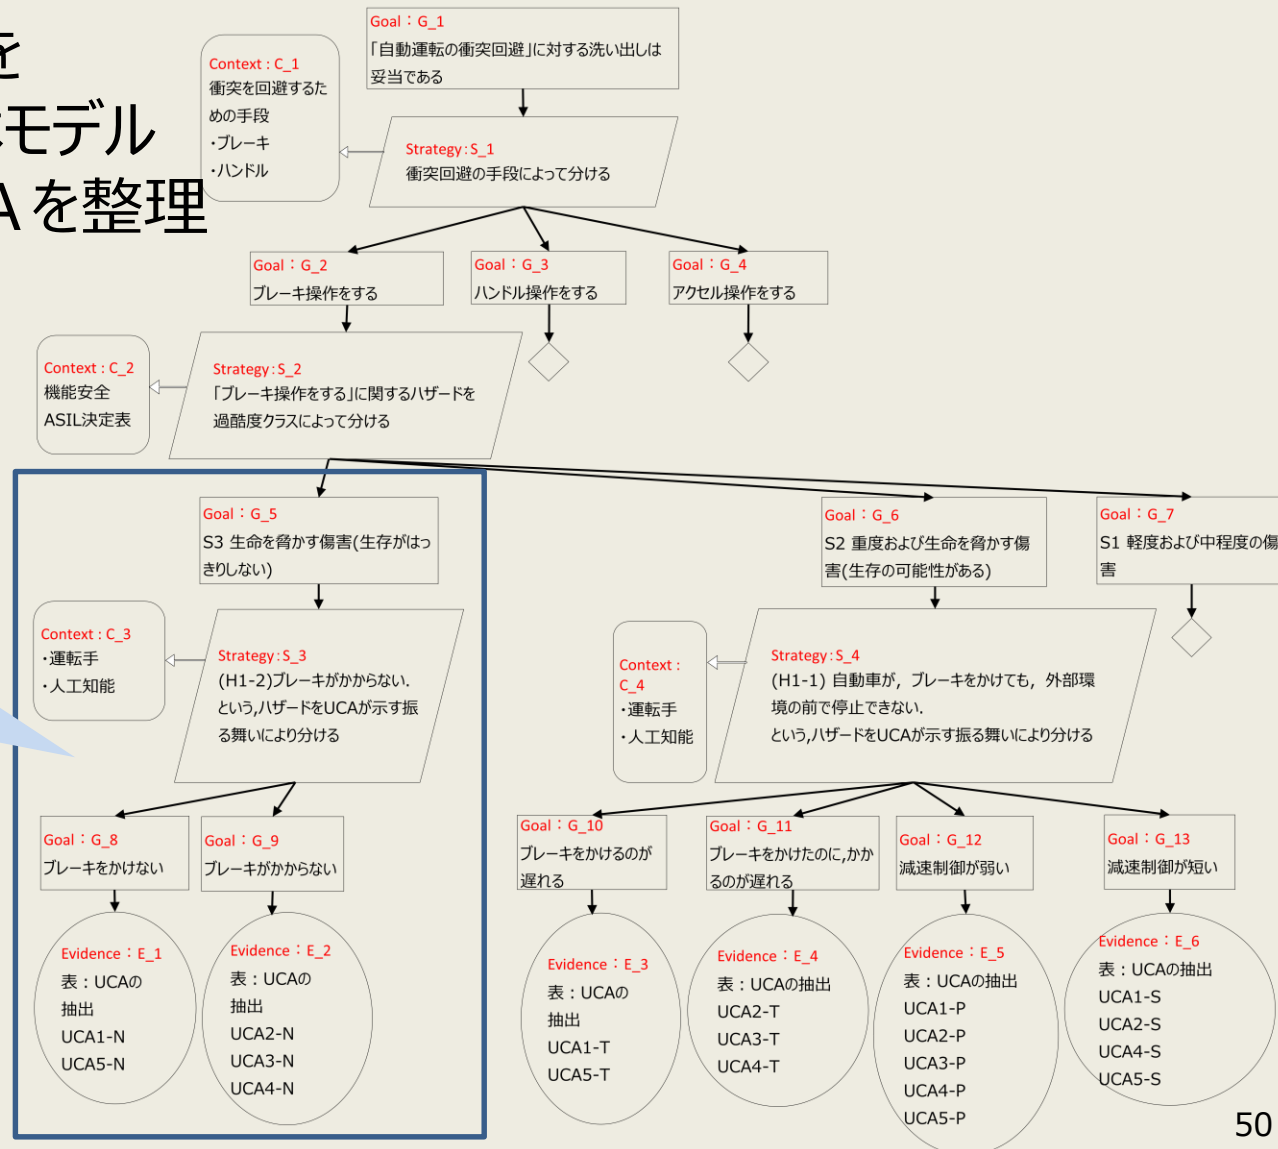 を
モデル
Aを整理
Goal：G_1
「自動運転の衝突回避」に対する洗い出しは
妥当である
Context : C_1
衝突を回避するた
めの手段
・ブレーキ
・ハンドル
Strategy:S_1
衝突回避の手段によって分ける
Goal：G_2
ブレーキ操作をする
Goal：G_3
ハンドル操作をする
Goal：G_4
アクセル操作をする
Context : C_2
機能安全
ASIL決定表
Strategy:S_2
「ブレーキ操作をする」に関するハザードを
過酷度クラスによって分ける
Goal：G_5
S3 生命を脅かす傷害(生存がはっ
きりしない)
Goal：G_6
S2 重度および生命を脅かす傷
害(生存の可能性がある)
Goal：G_7
S1 軽度および中程度の傷
害
Context : C_3
・運転手
・人工知能
Strategy:S_3
(H1-2)ブレーキがかからない.
という,ハザードをUCAが示す振
る舞いにより分ける
Context :
C_4
・運転手
・人工知能
Strategy:S_4
(H1-1) 自動車が，ブレーキをかけても，外部環
境の前で停止できない.
という,ハザードをUCAが示す振る舞いにより分ける
Goal：G_8
ブレーキをかけない
Goal：G_9
ブレーキがかからない
Goal：G_10
ブレーキをかけるのが
遅れる
Goal：G_11
ブレーキをかけたのに,かか
るのが遅れる
Goal：G_12
減速制御が弱い
Goal：G_13
減速制御が短い
Evidence：E_1
表：UCAの
抽出
UCA1-N
UCA5-N
Evidence：E_2
表：UCAの
抽出
UCA2-N
UCA3-N
UCA4-N
Evidence：E_3
表：UCAの
抽出
UCA1-T
UCA5-T
Evidence：E_4
表：UCAの抽出
UCA2-T
UCA3-T
UCA4-T
Evidence：E_5
表：UCAの抽出
UCA1-P
UCA2-P
UCA3-P
UCA4-P
UCA5-P
Evidence：E_6
表：UCAの抽出
UCA1-S
UCA2-S
UCA4-S
UCA5-S
50